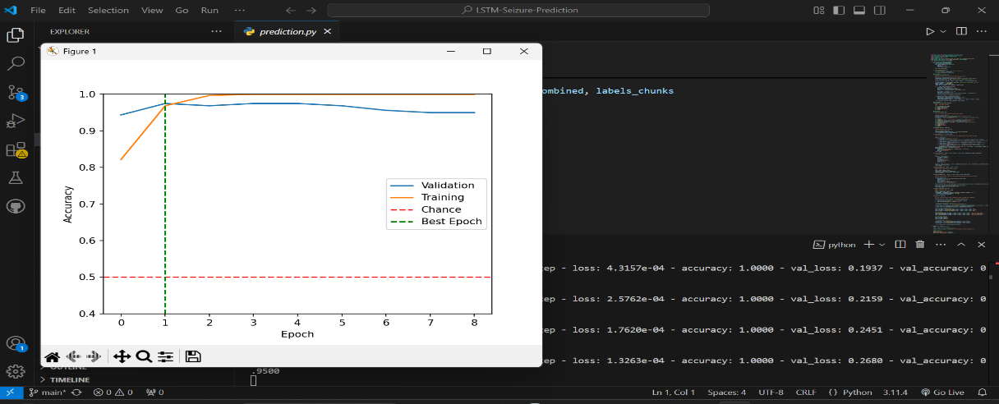 File Edit Selection View Go Run ··· LSTM-Seizure-Prediction
EXPLORER ··· prediction.py
Figure 1
ombined, labels_chunks
1.0
0.9
0.8
0.7
0.6
0.5
0.4
Accuracy
Validation
Training
Chance
Best Epoch
0 1 2 3 4 5 6 7 8
Epoch
3
1
python
ep - loss: 4.3157e-04 - accuracy: 1.0000 - val_loss: 0.1937 - val_accuracy: 0
ep - loss: 2.5762e-04 - accuracy: 1.0000 - val_loss: 0.2159 - val_accuracy: 0
ep - loss: 1.7620e-04 - accuracy: 1.0000 - val_loss: 0.2451 - val_accuracy: 0
ep - loss: 1.3263e-04 - accuracy: 1.0000 - val_loss: 0.2680 - val_accuracy: 0
.9500
OUTLINE
TIMELINE
main* 0 0 0 Ln 1, Col 1 Spaces: 4 UTF-8 CRLF {} Python 3.11.4 Go Live